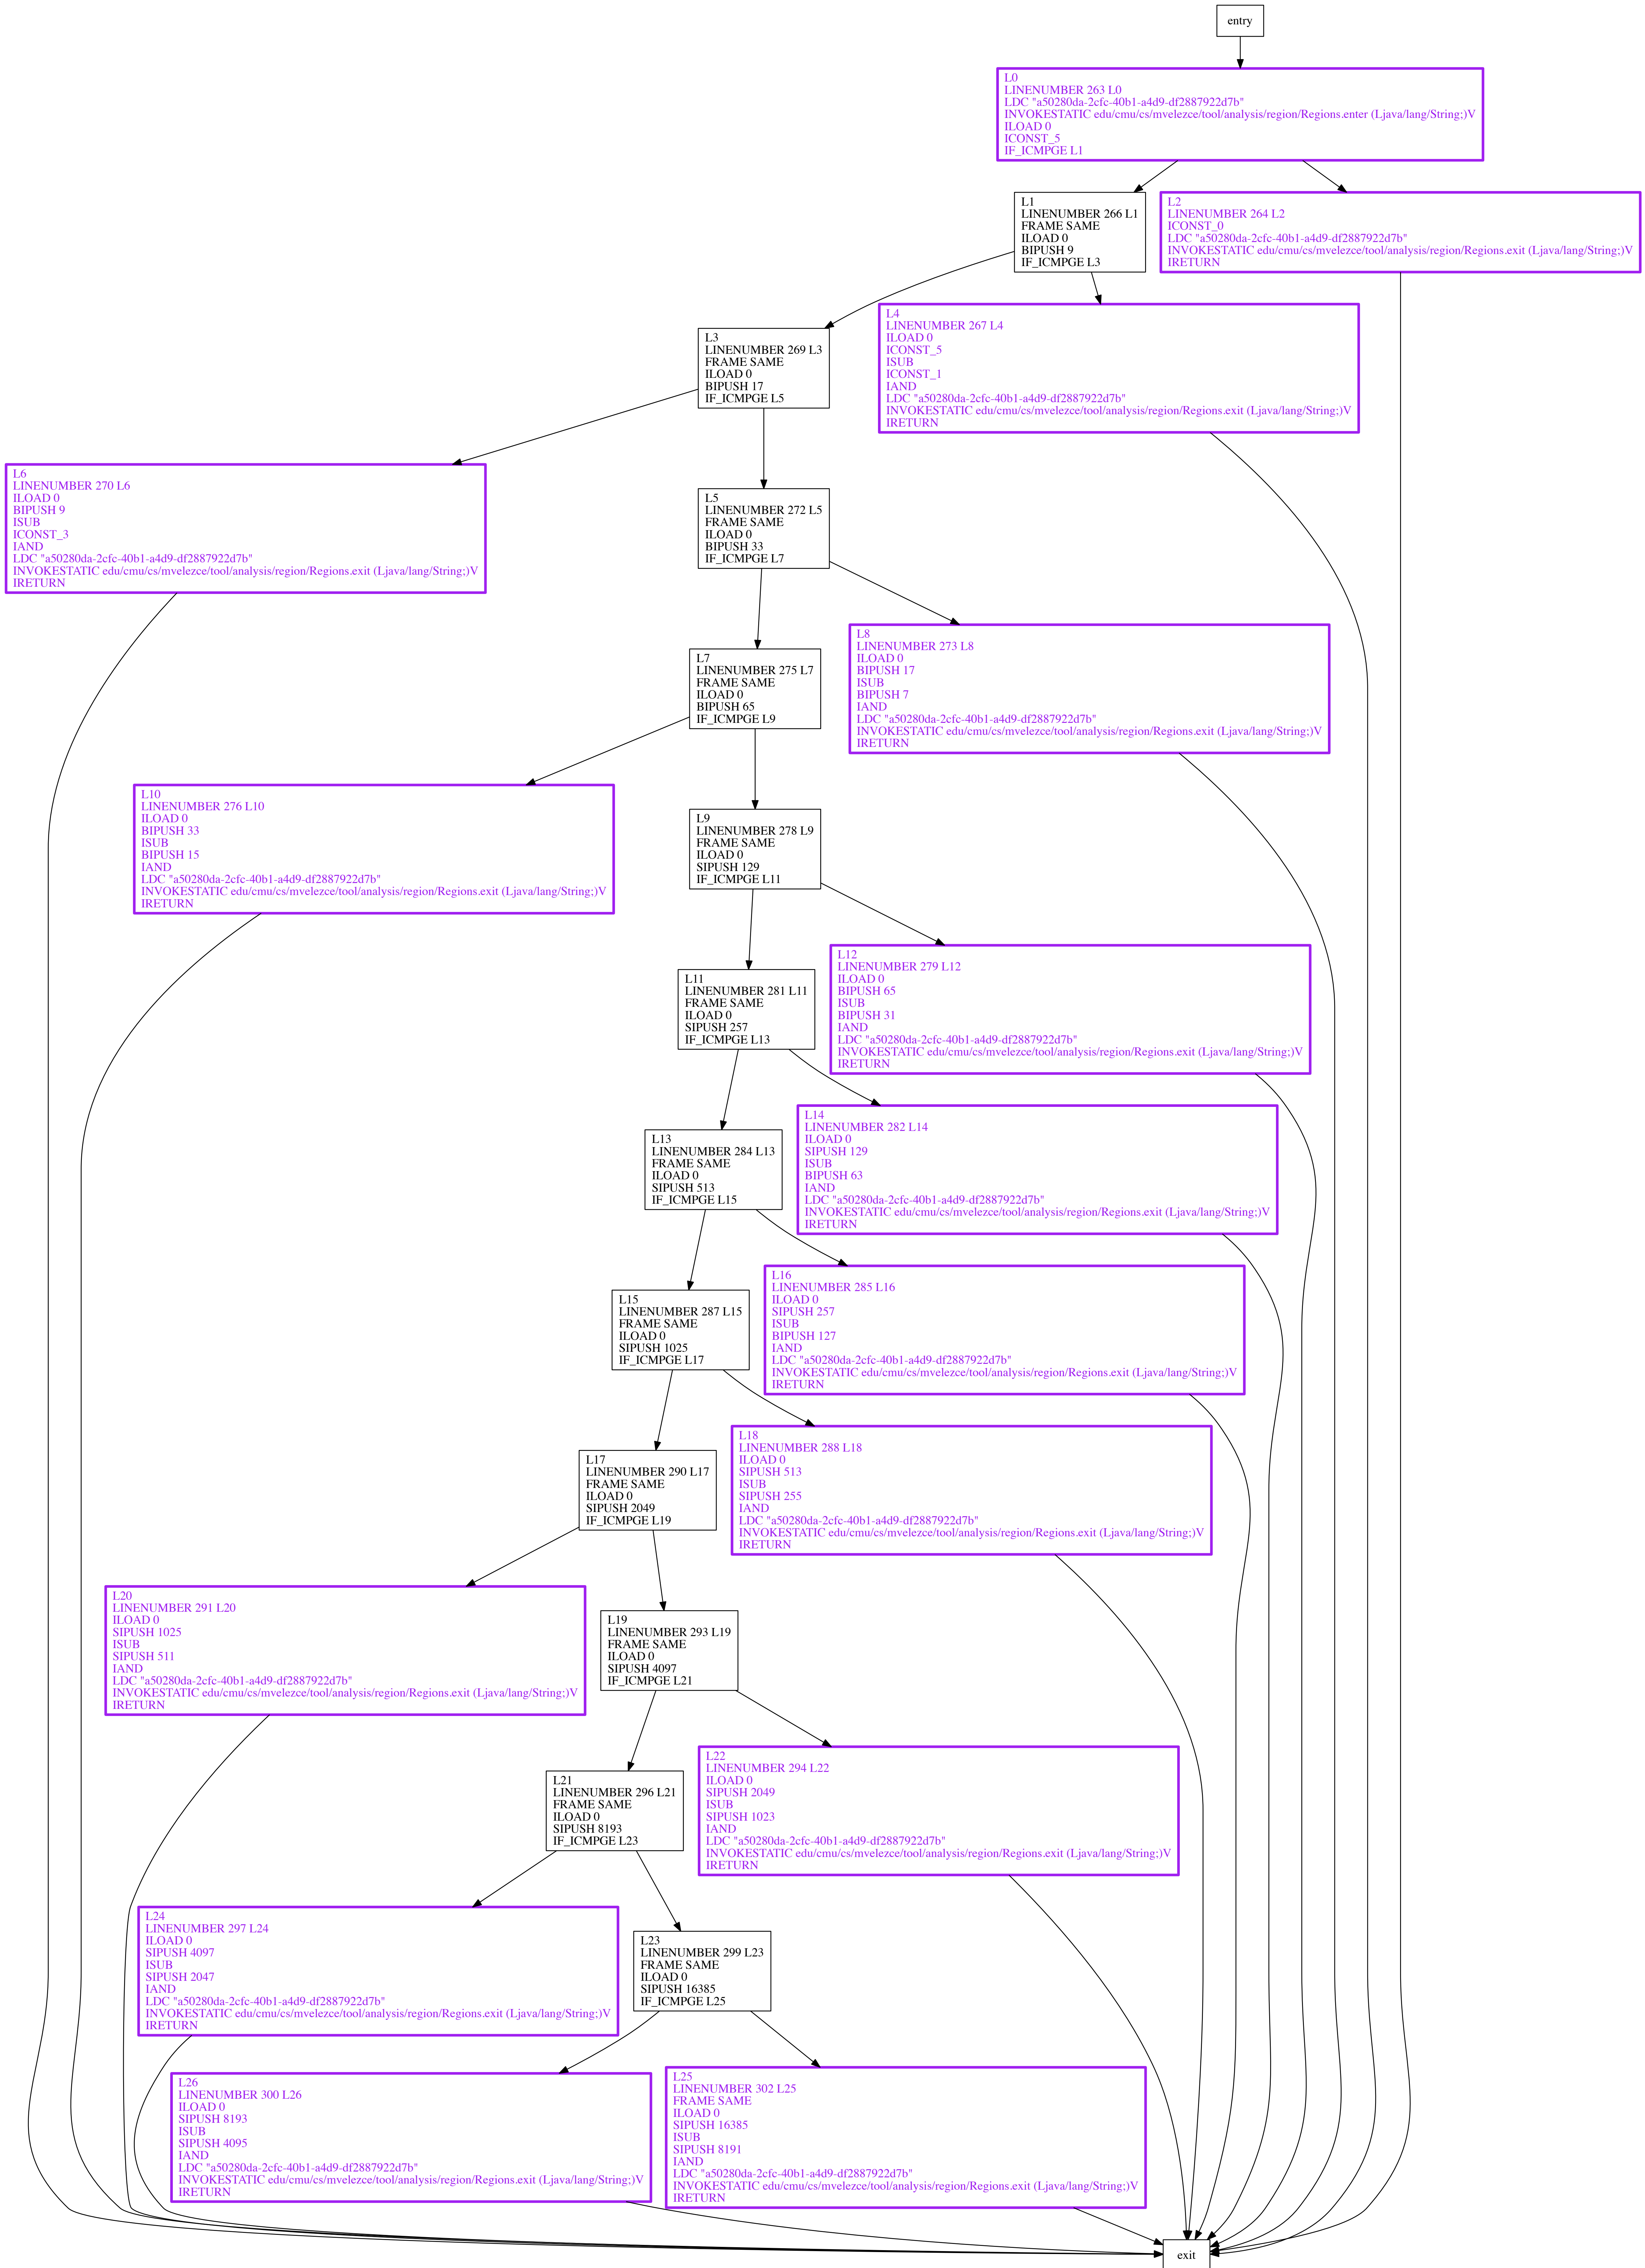 entry
L0
LINENUMBER 263 L0
LDC "a50280da-2cfc-40b1-a4d9-df2887922d7b"
INVOKESTATIC edu/cmu/cs/mvelezce/tool/analysis/region/Regions.enter (Ljava/lang/String;)V
ILOAD 0
ICONST_5
IF_ICMPGE L1
L1
LINENUMBER 266 L1
FRAME SAME
ILOAD 0
BIPUSH 9
IF_ICMPGE L3
L2
LINENUMBER 264 L2
ICONST_0
LDC "a50280da-2cfc-40b1-a4d9-df2887922d7b"
INVOKESTATIC edu/cmu/cs/mvelezce/tool/analysis/region/Regions.exit (Ljava/lang/String;)V
IRETURN
L4
LINENUMBER 267 L4
ILOAD 0
ICONST_5
ISUB
ICONST_1
IAND
LDC "a50280da-2cfc-40b1-a4d9-df2887922d7b"
INVOKESTATIC edu/cmu/cs/mvelezce/tool/analysis/region/Regions.exit (Ljava/lang/String;)V
IRETURN
L3
LINENUMBER 269 L3
FRAME SAME
ILOAD 0
BIPUSH 17
IF_ICMPGE L5
L6
LINENUMBER 270 L6
ILOAD 0
BIPUSH 9
ISUB
ICONST_3
IAND
LDC "a50280da-2cfc-40b1-a4d9-df2887922d7b"
INVOKESTATIC edu/cmu/cs/mvelezce/tool/analysis/region/Regions.exit (Ljava/lang/String;)V
IRETURN
L5
LINENUMBER 272 L5
FRAME SAME
ILOAD 0
BIPUSH 33
IF_ICMPGE L7
L8
LINENUMBER 273 L8
ILOAD 0
BIPUSH 17
ISUB
BIPUSH 7
IAND
LDC "a50280da-2cfc-40b1-a4d9-df2887922d7b"
INVOKESTATIC edu/cmu/cs/mvelezce/tool/analysis/region/Regions.exit (Ljava/lang/String;)V
IRETURN
L7
LINENUMBER 275 L7
FRAME SAME
ILOAD 0
BIPUSH 65
IF_ICMPGE L9
L10
LINENUMBER 276 L10
ILOAD 0
BIPUSH 33
ISUB
BIPUSH 15
IAND
LDC "a50280da-2cfc-40b1-a4d9-df2887922d7b"
INVOKESTATIC edu/cmu/cs/mvelezce/tool/analysis/region/Regions.exit (Ljava/lang/String;)V
IRETURN
L9
LINENUMBER 278 L9
FRAME SAME
ILOAD 0
SIPUSH 129
IF_ICMPGE L11
L12
LINENUMBER 279 L12
ILOAD 0
BIPUSH 65
ISUB
BIPUSH 31
IAND
LDC "a50280da-2cfc-40b1-a4d9-df2887922d7b"
INVOKESTATIC edu/cmu/cs/mvelezce/tool/analysis/region/Regions.exit (Ljava/lang/String;)V
IRETURN
L11
LINENUMBER 281 L11
FRAME SAME
ILOAD 0
SIPUSH 257
IF_ICMPGE L13
L14
LINENUMBER 282 L14
ILOAD 0
SIPUSH 129
ISUB
BIPUSH 63
IAND
LDC "a50280da-2cfc-40b1-a4d9-df2887922d7b"
INVOKESTATIC edu/cmu/cs/mvelezce/tool/analysis/region/Regions.exit (Ljava/lang/String;)V
IRETURN
L13
LINENUMBER 284 L13
FRAME SAME
ILOAD 0
SIPUSH 513
IF_ICMPGE L15
L16
LINENUMBER 285 L16
ILOAD 0
SIPUSH 257
ISUB
BIPUSH 127
IAND
LDC "a50280da-2cfc-40b1-a4d9-df2887922d7b"
INVOKESTATIC edu/cmu/cs/mvelezce/tool/analysis/region/Regions.exit (Ljava/lang/String;)V
IRETURN
L15
LINENUMBER 287 L15
FRAME SAME
ILOAD 0
SIPUSH 1025
IF_ICMPGE L17
L18
LINENUMBER 288 L18
ILOAD 0
SIPUSH 513
ISUB
SIPUSH 255
IAND
LDC "a50280da-2cfc-40b1-a4d9-df2887922d7b"
INVOKESTATIC edu/cmu/cs/mvelezce/tool/analysis/region/Regions.exit (Ljava/lang/String;)V
IRETURN
L17
LINENUMBER 290 L17
FRAME SAME
ILOAD 0
SIPUSH 2049
IF_ICMPGE L19
L20
LINENUMBER 291 L20
ILOAD 0
SIPUSH 1025
ISUB
SIPUSH 511
IAND
LDC "a50280da-2cfc-40b1-a4d9-df2887922d7b"
INVOKESTATIC edu/cmu/cs/mvelezce/tool/analysis/region/Regions.exit (Ljava/lang/String;)V
IRETURN
L19
LINENUMBER 293 L19
FRAME SAME
ILOAD 0
SIPUSH 4097
IF_ICMPGE L21
L22
LINENUMBER 294 L22
ILOAD 0
SIPUSH 2049
ISUB
SIPUSH 1023
IAND
LDC "a50280da-2cfc-40b1-a4d9-df2887922d7b"
INVOKESTATIC edu/cmu/cs/mvelezce/tool/analysis/region/Regions.exit (Ljava/lang/String;)V
IRETURN
L21
LINENUMBER 296 L21
FRAME SAME
ILOAD 0
SIPUSH 8193
IF_ICMPGE L23
L24
LINENUMBER 297 L24
ILOAD 0
SIPUSH 4097
ISUB
SIPUSH 2047
IAND
LDC "a50280da-2cfc-40b1-a4d9-df2887922d7b"
INVOKESTATIC edu/cmu/cs/mvelezce/tool/analysis/region/Regions.exit (Ljava/lang/String;)V
IRETURN
L23
LINENUMBER 299 L23
FRAME SAME
ILOAD 0
SIPUSH 16385
IF_ICMPGE L25
L26
LINENUMBER 300 L26
ILOAD 0
SIPUSH 8193
ISUB
SIPUSH 4095
IAND
LDC "a50280da-2cfc-40b1-a4d9-df2887922d7b"
INVOKESTATIC edu/cmu/cs/mvelezce/tool/analysis/region/Regions.exit (Ljava/lang/String;)V
IRETURN
L25
LINENUMBER 302 L25
FRAME SAME
ILOAD 0
SIPUSH 16385
ISUB
SIPUSH 8191
IAND
LDC "a50280da-2cfc-40b1-a4d9-df2887922d7b"
INVOKESTATIC edu/cmu/cs/mvelezce/tool/analysis/region/Regions.exit (Ljava/lang/String;)V
IRETURN
exit